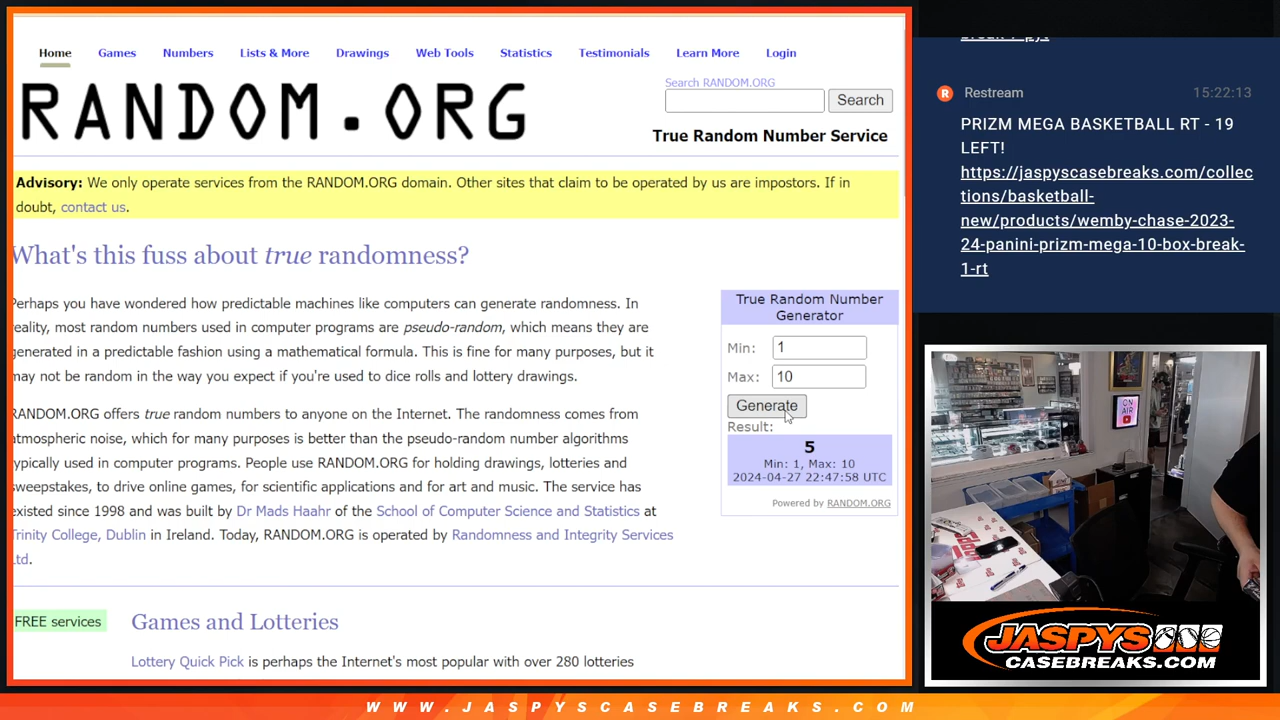 Home Games Numbers Lists & More Drawings Web Tools Statistics Testimonials Learn More Login
RANDOM.ORG
Search RANDOM.ORG
Search
True Random Number Service
Advisory: We only operate services from the RANDOM.ORG domain. Other sites that claim to be operated by us are impostors. If in
doubt, contact us.
What's this fuss about true randomness?
Perhaps you have wondered how predictable machines like computers can generate randomness. In
reality, most random numbers used in computer programs are pseudo-random, which means they are
generated in a predictable fashion using a mathematical formula. This is fine for many purposes, but it
may not be random in the way you expect if you're used to dice rolls and lottery drawings.
RANDOM.ORG offers true random numbers to anyone on the Internet. The randomness comes from
atmospheric noise, which for many purposes is better than the pseudo-random number algorithms
typically used in computer programs. People use RANDOM.ORG for holding drawings, lotteries and
sweepstakes, to drive online games, for scientific applications and for art and music. The service has
existed since 1998 and was built by Dr Mads Haahr of the School of Computer Science and Statistics at
Trinity College, Dublin in Ireland. Today, RANDOM.ORG is operated by Randomness and Integrity Services
Ltd.
True Random Number
Generator
Min: 1
Max: 10
Generate
Result:
5
Min: 1, Max: 10
2024-04-27 22:47:58 UTC
Powered by RANDOM.ORG
FREE services
Games and Lotteries
Lottery Quick Pick is perhaps the Internet's most popular with over 280 lotteries
break-1-pyt
Restream 15:22:13
PRIZM MEGA BASKETBALL RT - 19
LEFT!
https://jaspyscasebreaks.com/collec
tions/basketball-
new/products/wemby-chase-2023-
24-panini-prizm-mega-10-box-break-
1-rt
ON
AIR
JASPYS
CASEBREAKS.COM
WWW.JASPYSCASEBREAKS.COM